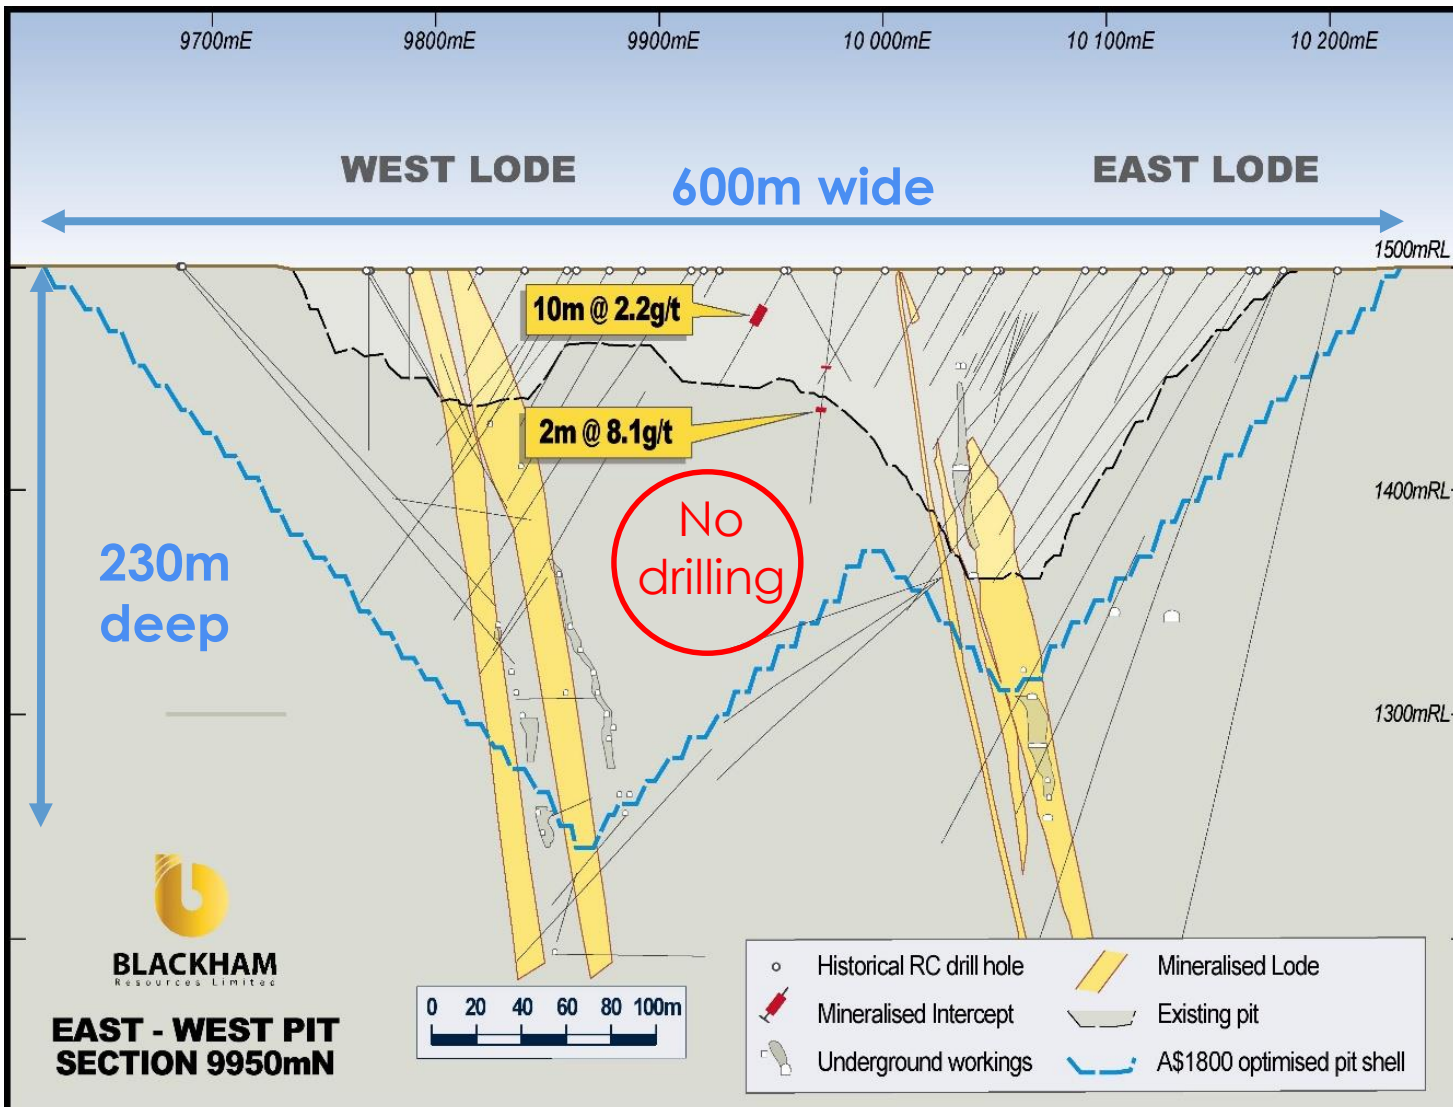 9700mE 9800mE 9900mE 10 000mE 10 100mE 10 200mE
WEST LODE
EAST LODE
600m wide
1500mRL
10m @ 2.2g/t
2m @ 8.1g/t
1400mRL
No
drilling
230m
deep
1300mRL
BLACKHAM
Resources Limited
EAST - WEST PIT
SECTION 9950mN
0 20 40 60 80 100m
Historical RC drill hole
Mineralised Lode
Mineralised Intercept
Existing pit
Underground workings
A$1800 optimised pit shell